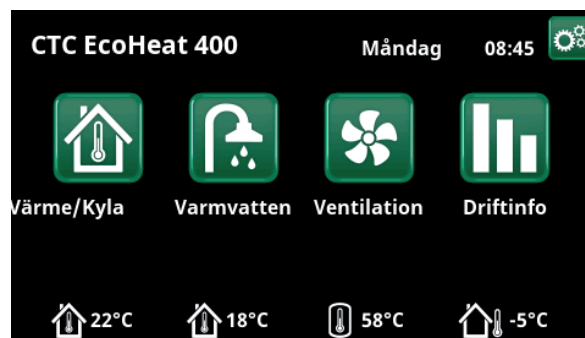 CTC EcoHeat 400 Måndag 08:45
Värme/Kyla Varmvatten Ventilation Driftinfo
22°C 18°C 58°C -5°C